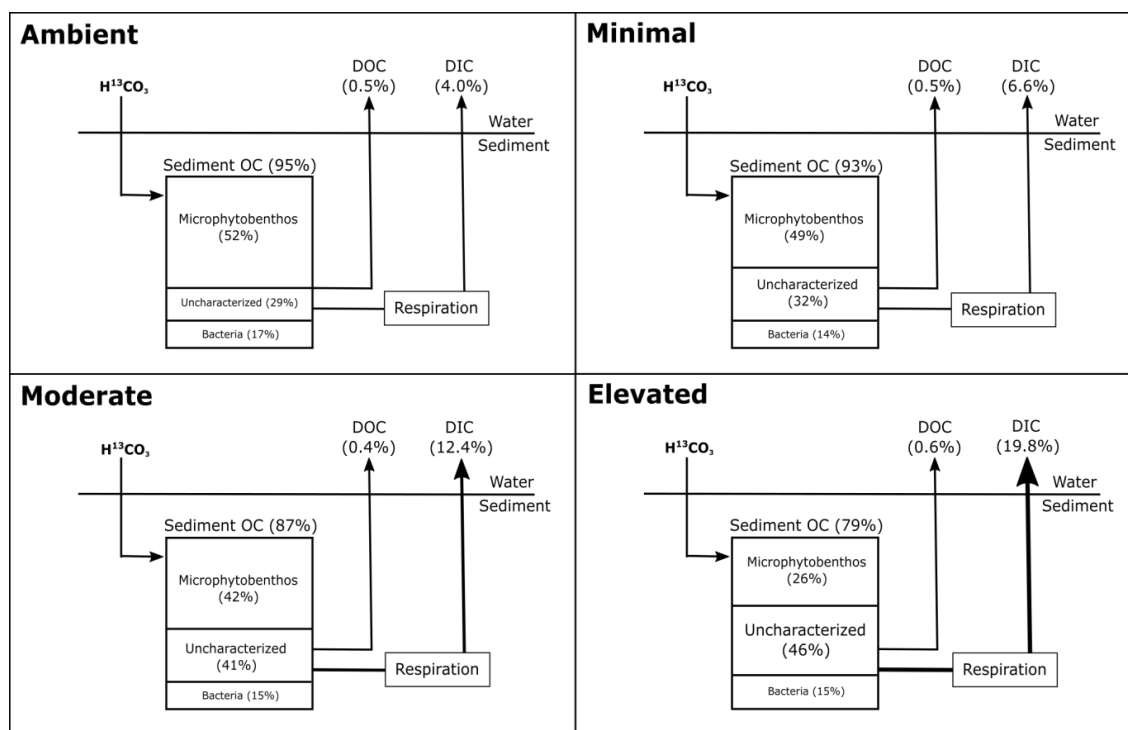 Ambient
H¹³CO₃
DOC
(0.5%)
DIC
(4.0%)
Water
Sediment
Sediment OC (95%)
Microphytobenthos
(52%)
Uncharacterized (29%)
Respiration
Bacteria (17%)
Minimal
H¹³CO₃
DOC
(0.5%)
DIC
(6.6%)
Water
Sediment
Sediment OC (93%)
Microphytobenthos
(49%)
Uncharacterized
(32%)
Respiration
Bacteria (14%)
Moderate
H¹³CO₃
DOC
(0.4%)
DIC
(12.4%)
Water
Sediment
Sediment OC (87%)
Microphytobenthos
(42%)
Uncharacterized
(41%)
Respiration
Bacteria (15%)
Elevated
H¹³CO₃
DOC
(0.6%)
DIC
(19.8%)
Water
Sediment
Sediment OC (79%)
Microphytobenthos
(26%)
Uncharacterized
(46%)
Respiration
Bacteria (15%)